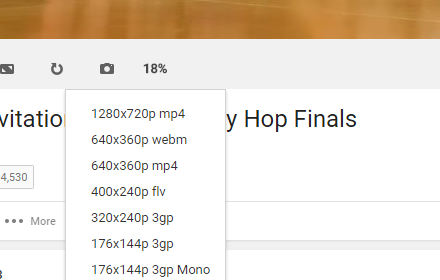 18%
vitatio
y Hop Finals
1280x720p mp4
640x360p webm
640x360p mp4
400x240p flv
320x240p 3gp
176x144p 3gp
176x144p 3gp Mono
4,530
More